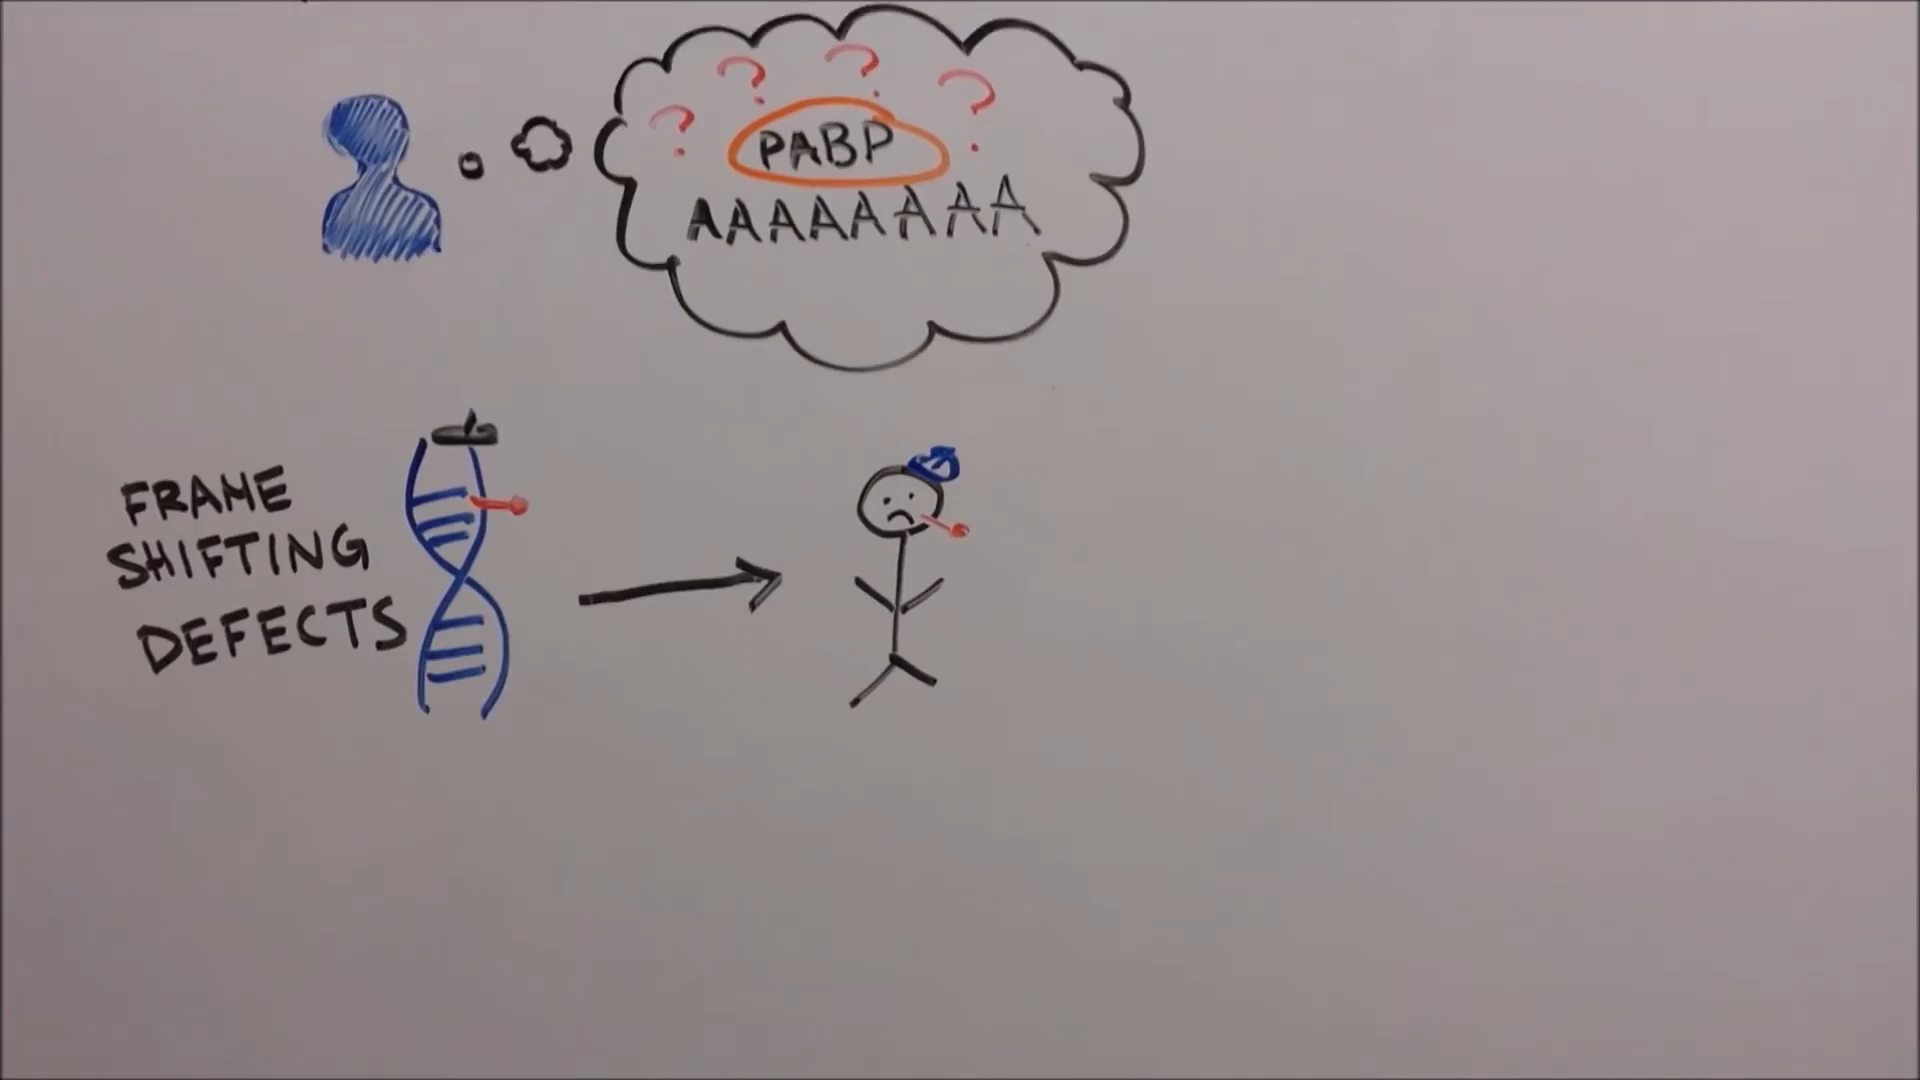 ? ? ? ?
PABP
AAAAAAAA
FRAME
SHIFTING
DEFECTS